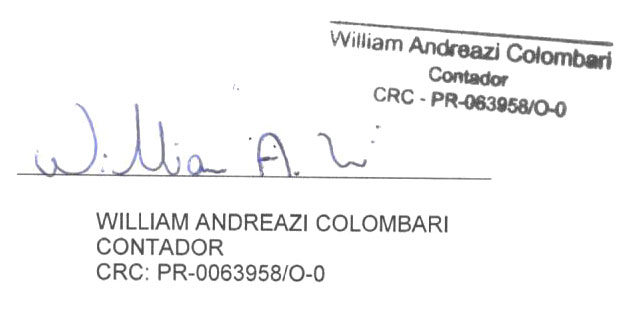 William Andreazi Colombari
Contador
CRC - PR-063958/O-0
William A.
WILLIAM ANDREAZI COLOMBARI
CONTADOR
CRC: PR-0063958/O-0